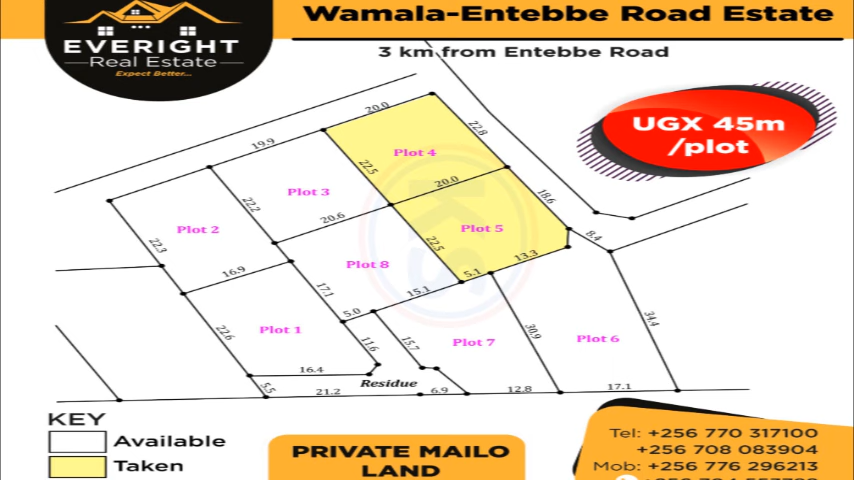 Wamala-Entebbe Road Estate
EVERIGHT
Real Estate
Expect Better...
3 km from Entebbe Road
UGX 45m
/plot
20.0
19.9
22.8
Plot 4
22.5
Plot 3
20.0
22.2
18.6
20.6
Plot 2
Plot 5
8.4
22.3
22.5
Plot 8
13.3
16.9
5.1
17.1
15.1
5.0
34.4
22.6
Plot 1
11.6
15.7
Plot 7
30.9
Plot 6
16.4
Residue
5.5
21.2
6.9
12.8
17.1
KEY
Available
Taken
PRIVATE MAILO
LAND
Tel: +256 770 317100
+256 708 083904
Mob: +256 776 296213